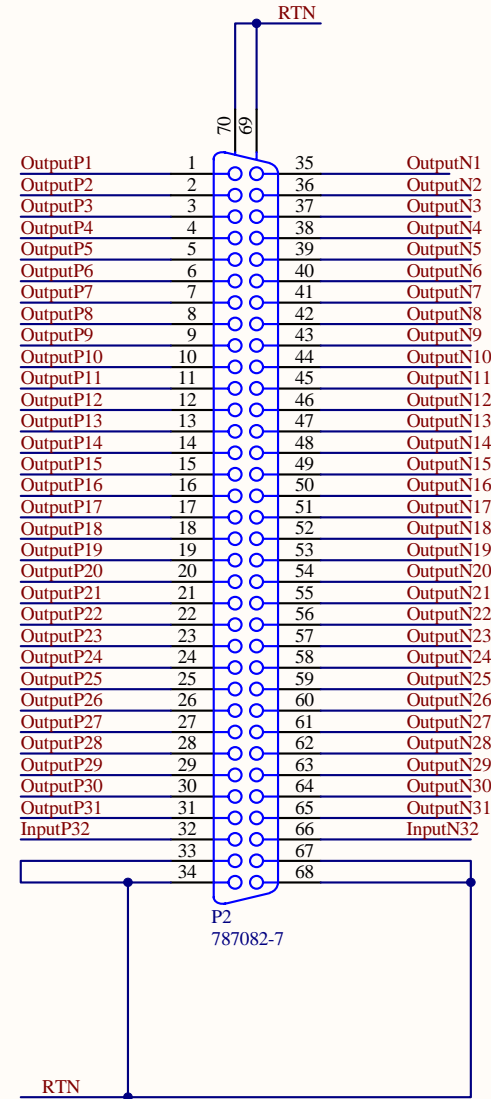 RTN
70 69
OutputP1 1 35 OutputN1
OutputP2 2 36 OutputN2
OutputP3 3 37 OutputN3
OutputP4 4 38 OutputN4
OutputP5 5 39 OutputN5
OutputP6 6 40 OutputN6
OutputP7 7 41 OutputN7
OutputP8 8 42 OutputN8
OutputP9 9 43 OutputN9
OutputP10 10 44 OutputN10
OutputP11 11 45 OutputN11
OutputP12 12 46 OutputN12
OutputP13 13 47 OutputN13
OutputP14 14 48 OutputN14
OutputP15 15 49 OutputN15
OutputP16 16 50 OutputN16
OutputP17 17 51 OutputN17
OutputP18 18 52 OutputN18
OutputP19 19 53 OutputN19
OutputP20 20 54 OutputN20
OutputP21 21 55 OutputN21
OutputP22 22 56 OutputN22
OutputP23 23 57 OutputN23
OutputP24 24 58 OutputN24
OutputP25 25 59 OutputN25
OutputP26 26 60 OutputN26
OutputP27 27 61 OutputN27
OutputP28 28 62 OutputN28
OutputP29 29 63 OutputN29
OutputP30 30 64 OutputN30
OutputP31 31 65 OutputN31
InputP32 32 66 InputN32
33 67
34 68
P2
787082-7
RTN